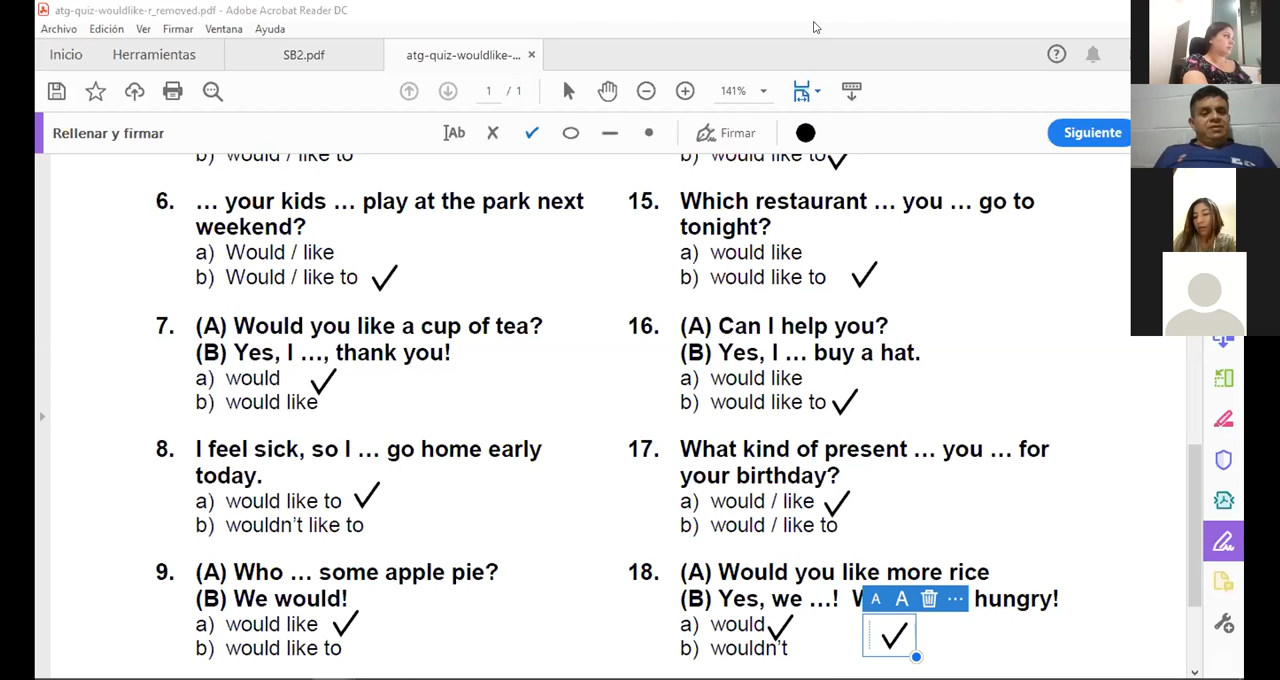 atg-quiz-wouldlike-r_removed.pdf - Adobe Acrobat Reader DC
Archivo Edición Ver Firmar Ventana Ayuda
Inicio Herramientas SB2.pdf atg-quiz-wouldlike-... ×
1 / 1 141%
Rellenar y firmar Ab Firmar Siguiente
b) would / like to
6. ... your kids ... play at the park next
weekend?
a) Would / like
b) Would / like to
7. (A) Would you like a cup of tea?
(B) Yes, I ..., thank you!
a) would
b) would like
8. I feel sick, so I ... go home early
today.
a) would like to
b) wouldn't like to
9. (A) Who ... some apple pie?
(B) We would!
a) would like
b) would like to
b) would like to
15. Which restaurant ... you ... go to
tonight?
a) would like
b) would like to
16. (A) Can I help you?
(B) Yes, I ... buy a hat.
a) would like
b) would like to
17. What kind of present ... you ... for
your birthday?
a) would / like
b) would / like to
18. (A) Would you like more rice
(B) Yes, we ...! hungry!
a) would
b) wouldn't
A A ...